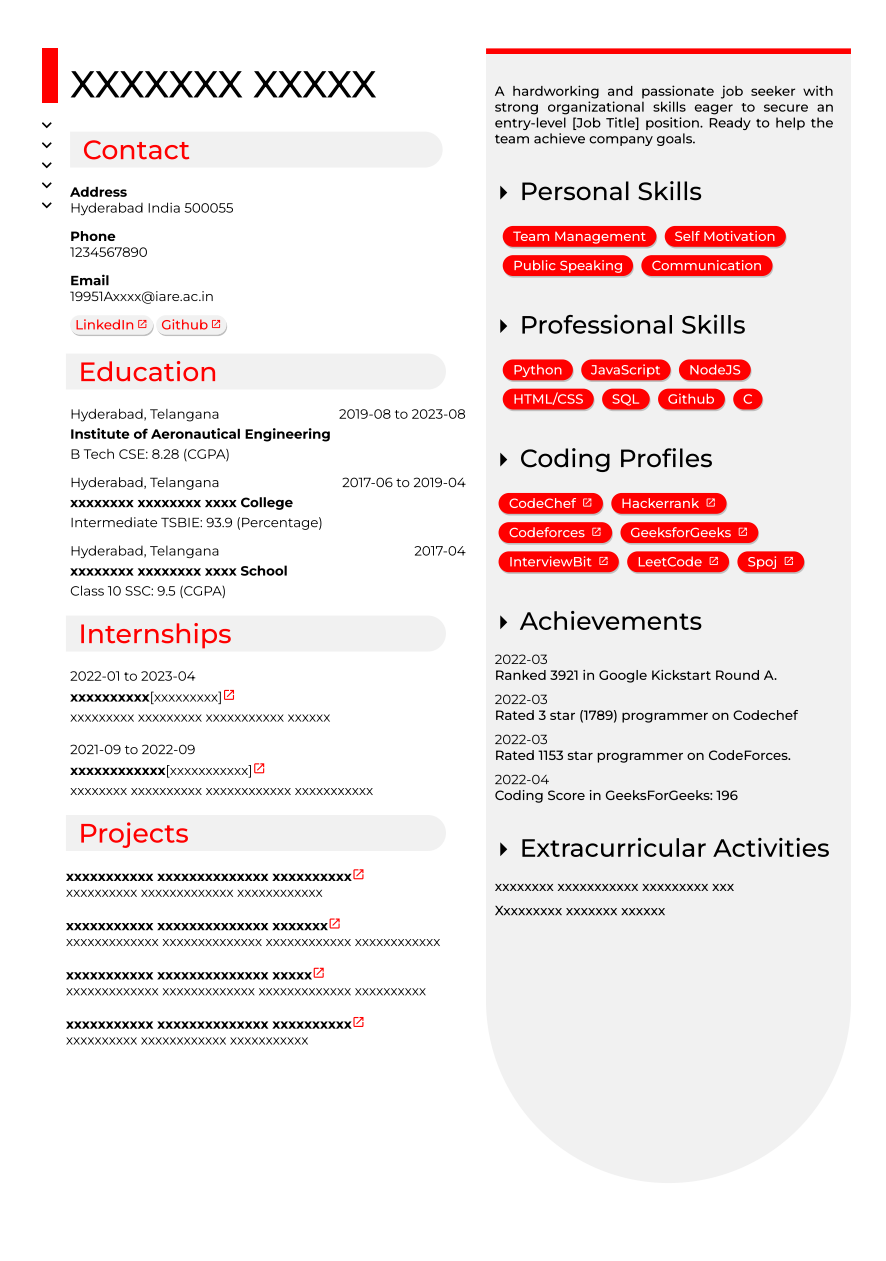 XXXXXXX XXXXX
Contact
Address
Hyderabad India 500055
Phone
1234567890
Email
19951Axxxx@iare.ac.in
LinkedIn Github
Education
Hyderabad, Telangana 2019-08 to 2023-08
Institute of Aeronautical Engineering
B Tech CSE: 8.28 (CGPA)
Hyderabad, Telangana 2017-06 to 2019-04
xxxxxxxx xxxxxxxx xxxx College
Intermediate TSBIE: 93.9 (Percentage)
Hyderabad, Telangana 2017-04
xxxxxxxx xxxxxxxx xxxx School
Class 10 SSC: 9.5 (CGPA)
Internships
2022-01 to 2023-04
xxxxxxxxxx[xxxxxxxxx]
xxxxxxxxx xxxxxxxxx xxxxxxxxxxx xxxxxx
2021-09 to 2022-09
xxxxxxxxxxxx[xxxxxxxxxxx]
xxxxxxxx xxxxxxxxxx xxxxxxxxxxxx xxxxxxxxxxx
Projects
xxxxxxxxxxx xxxxxxxxxxxxxx xxxxxxxxxx
xxxxxxxxxx xxxxxxxxxxxxx xxxxxxxxxxxx
xxxxxxxxxxx xxxxxxxxxxxxxx xxxxxxx
xxxxxxxxxxxxx xxxxxxxxxxxxxx xxxxxxxxxxxx xxxxxxxxxxxx
xxxxxxxxxxx xxxxxxxxxxxxxx xxxxx
xxxxxxxxxxxxx xxxxxxxxxxxxx xxxxxxxxxxxxx xxxxxxxxxx
xxxxxxxxxxx xxxxxxxxxxxxxx xxxxxxxxxx
xxxxxxxxxx xxxxxxxxxxxx xxxxxxxxxxx
A hardworking and passionate job seeker with
strong organizational skills eager to secure an
entry-level [Job Title] position. Ready to help the
team achieve company goals.
Personal Skills
Team Management Self Motivation
Public Speaking Communication
Professional Skills
Python JavaScript NodeJS
HTML/CSS SQL Github C
Coding Profiles
CodeChef Hackerrank
Codeforces GeeksforGeeks
InterviewBit LeetCode Spoj
Achievements
2022-03
Ranked 3921 in Google Kickstart Round A.
2022-03
Rated 3 star (1789) programmer on Codechef
2022-03
Rated 1153 star programmer on CodeForces.
2022-04
Coding Score in GeeksForGeeks: 196
Extracurricular Activities
xxxxxxxx xxxxxxxxxxx xxxxxxxxx xxx
Xxxxxxxxx xxxxxxx xxxxxx